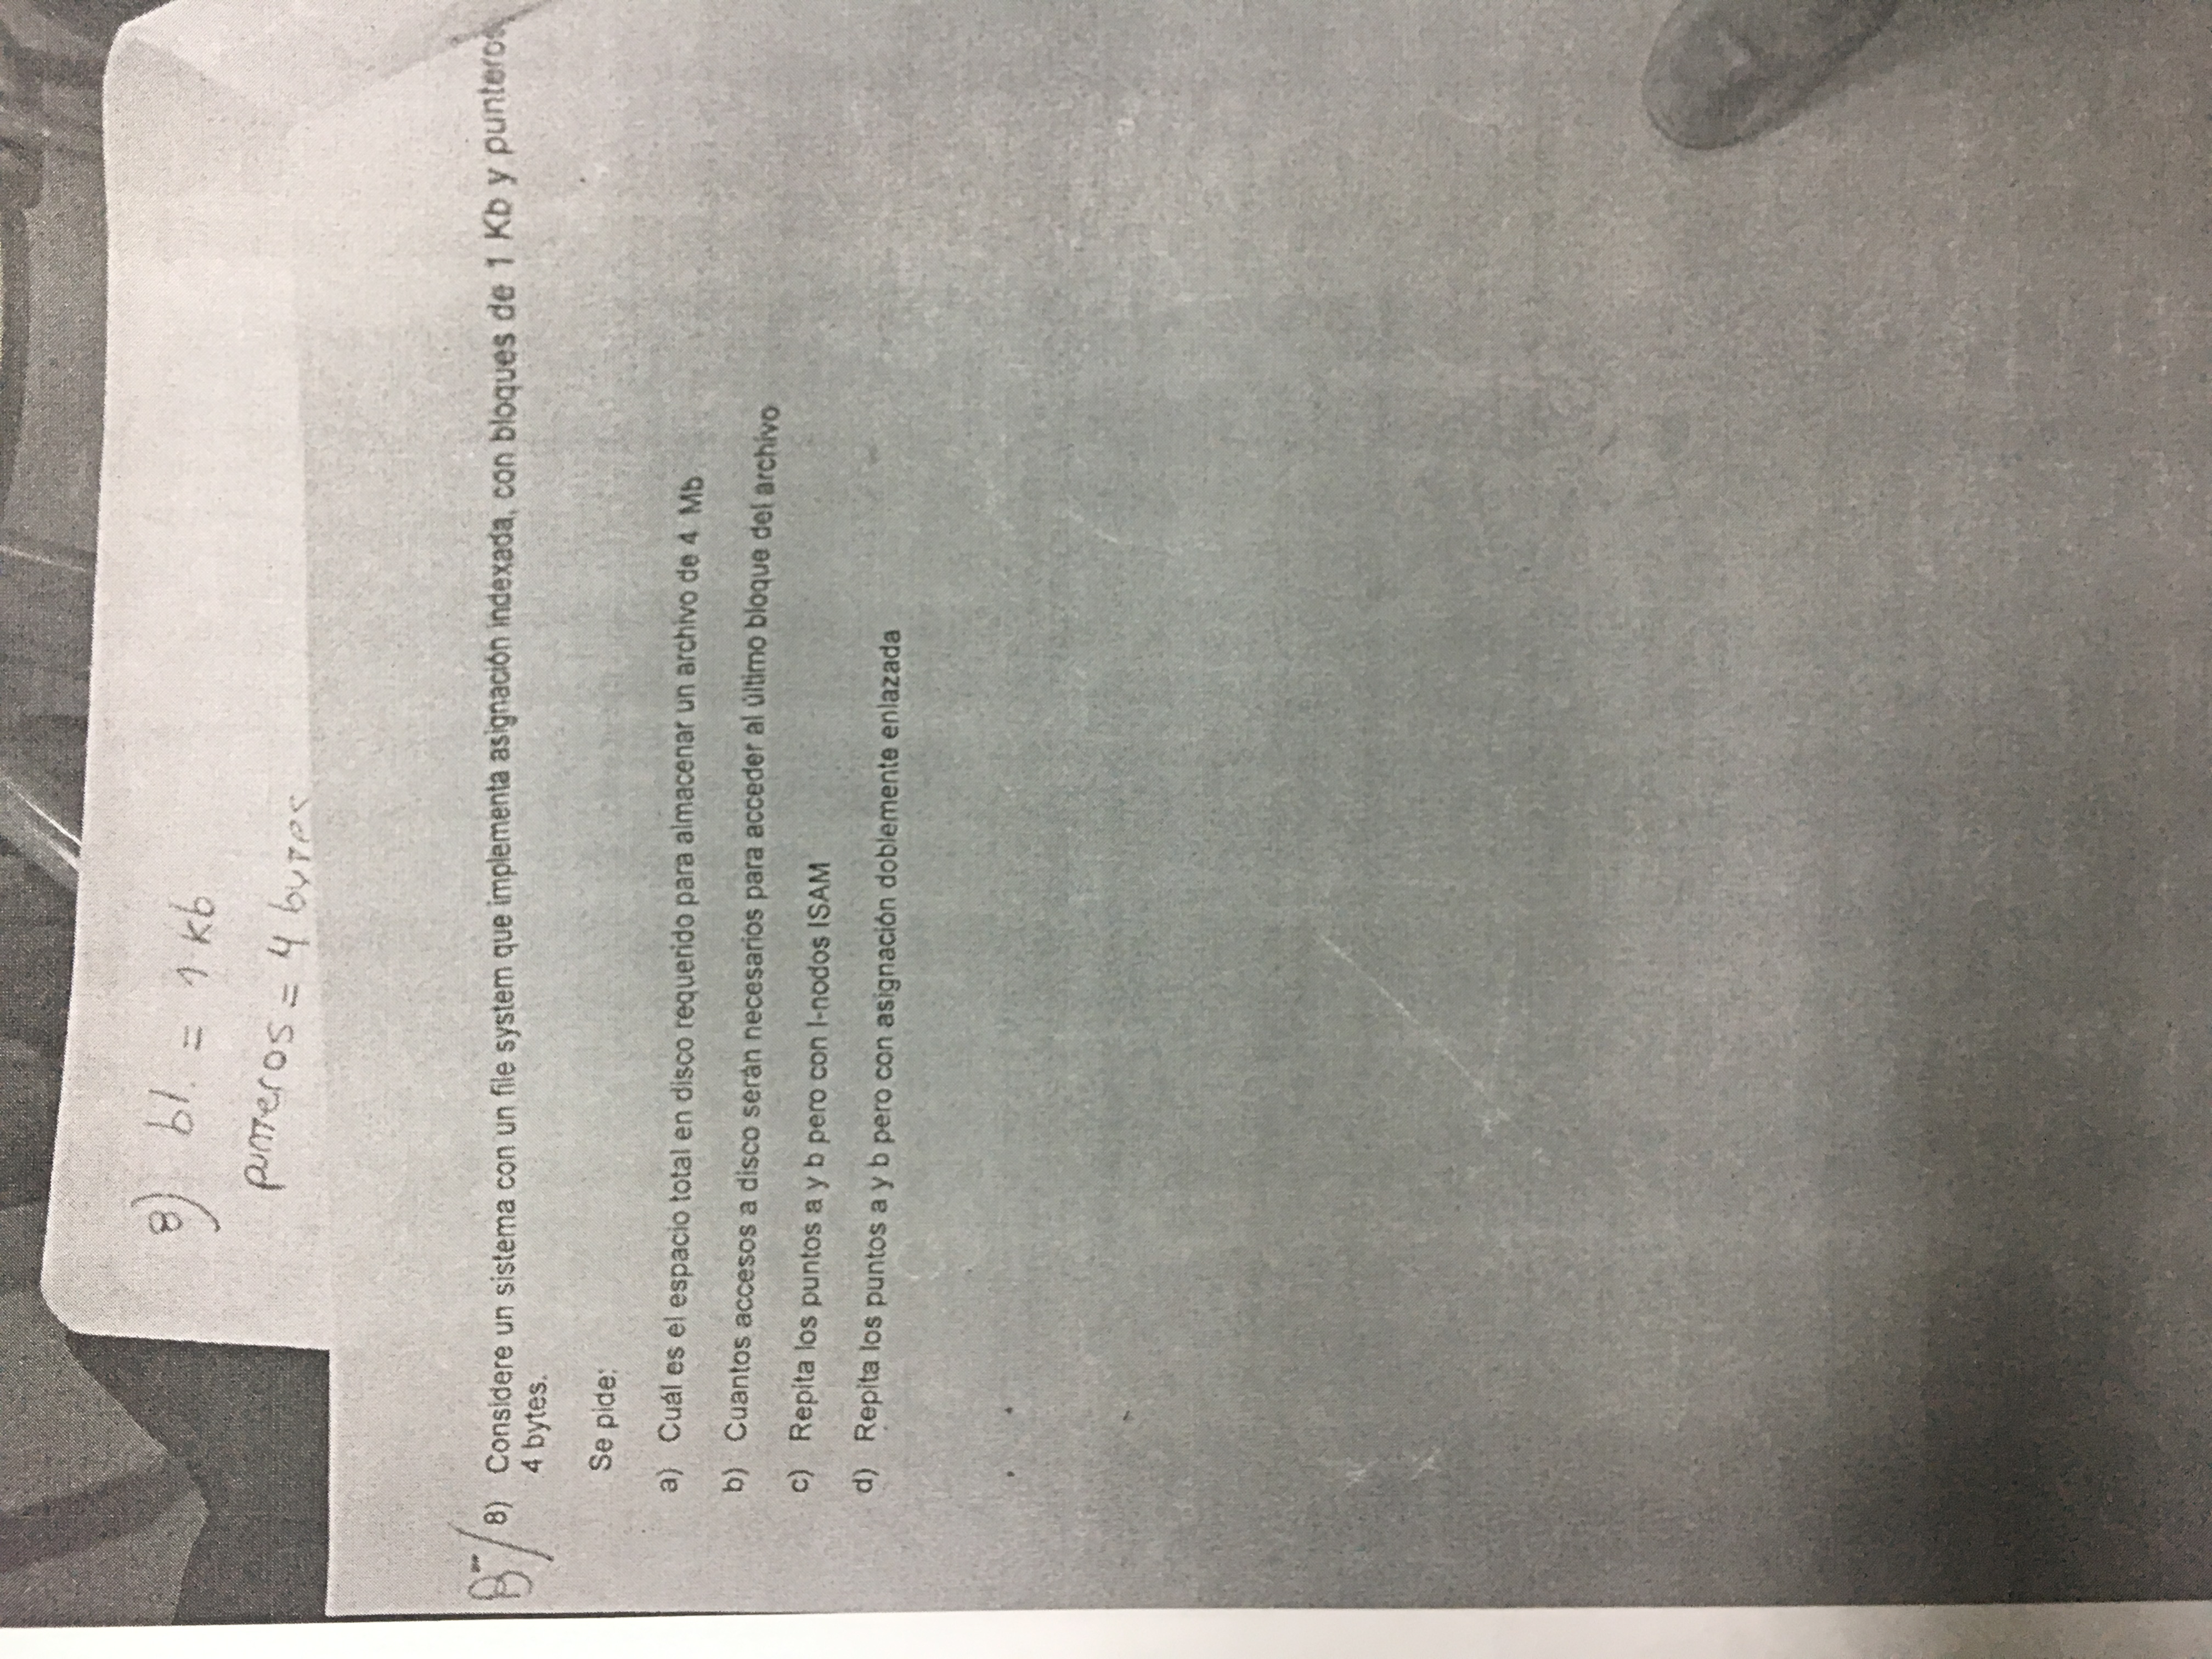 8) bl. = 1 kb
punteros = 4 bytes
8) Considere un sistema con un file system que implementa asignación indexada, con bloques de 1 Kb y punteros
4 bytes.
Se pide:
a) Cuál es el espacio total en disco requerido para almacenar un archivo de 4 Mb
b) Cuantos accesos a disco serán necesarios para acceder al último bloque del archivo
c) Repita los puntos a y b pero con I-nodos ISAM
d) Repita los puntos a y b pero con asignación doblemente enlazada